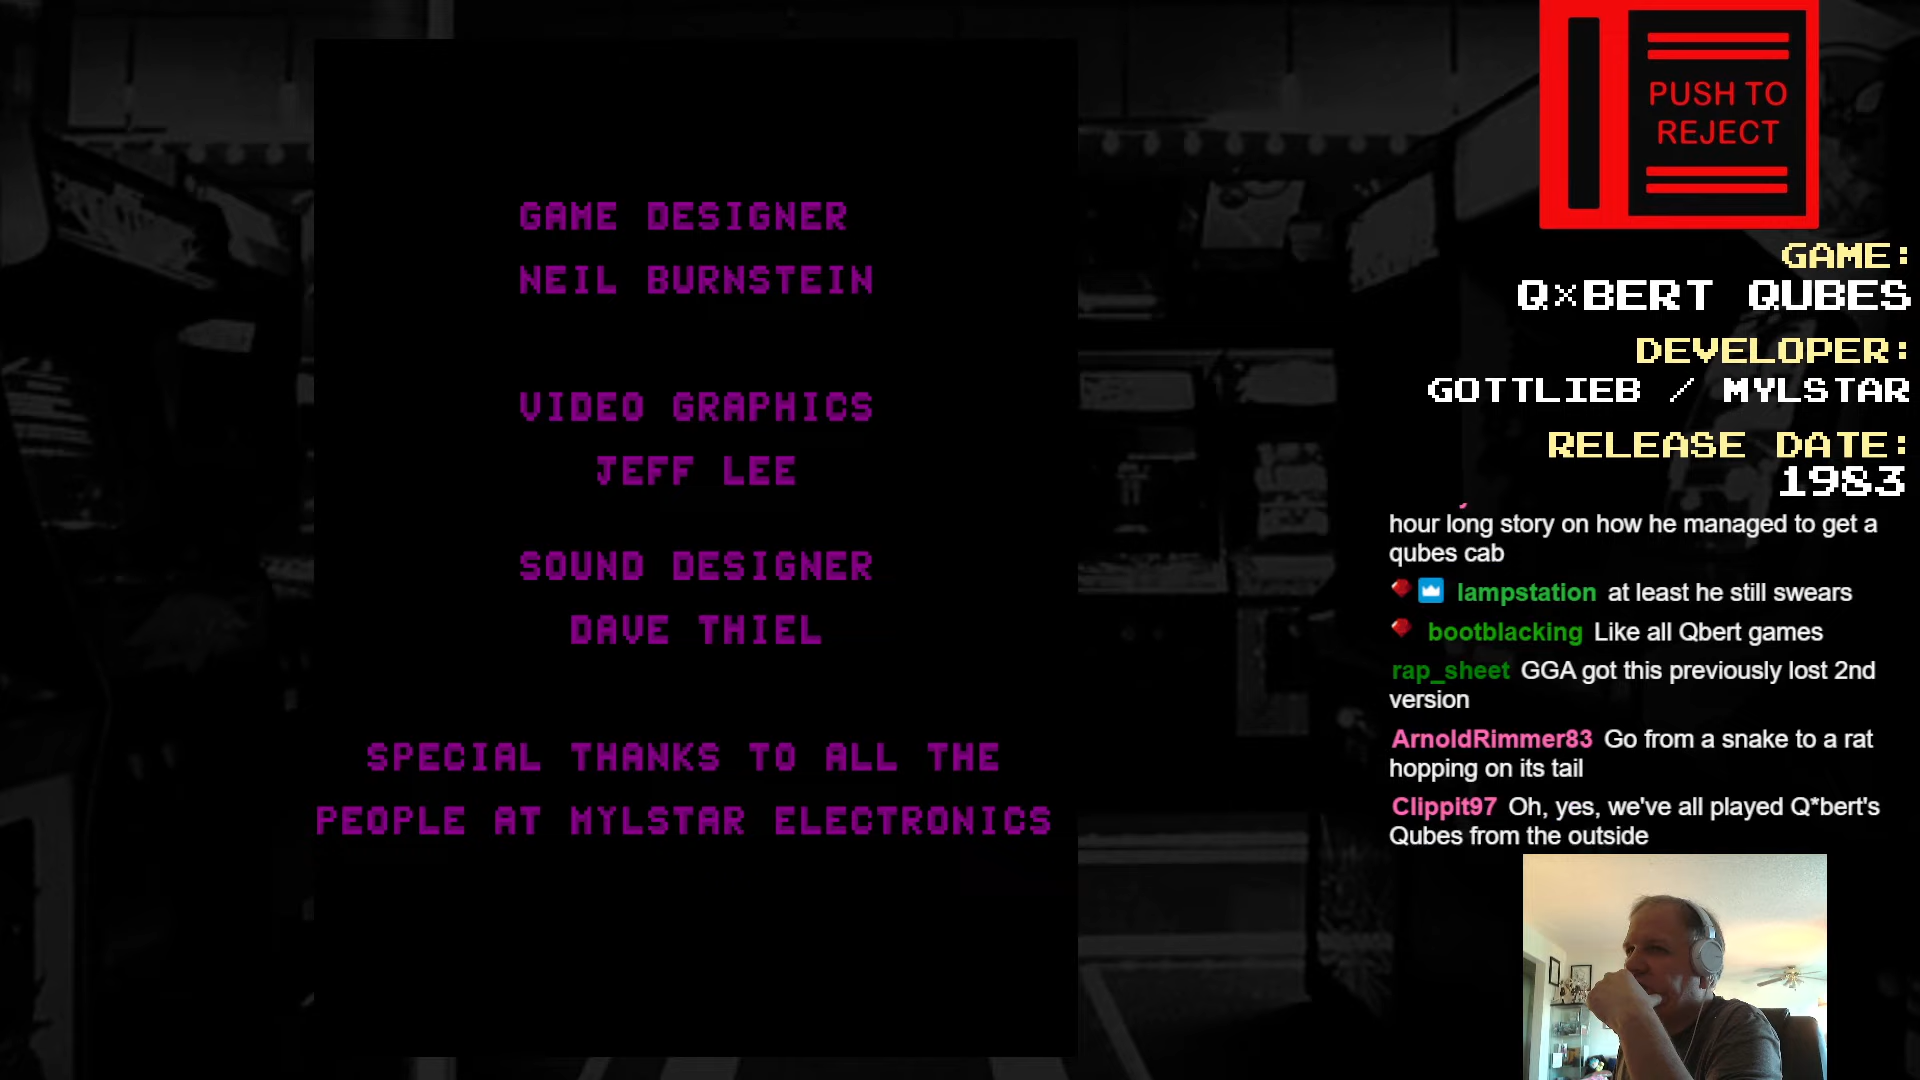 GAME DESIGNER
NEIL BURNSTEIN
VIDEO GRAPHICS
JEFF LEE
SOUND DESIGNER
DAVE THIEL
SPECIAL THANKS TO ALL THE
PEOPLE AT MYLSTAR ELECTRONICS
PUSH TO
REJECT
GAME:
Q×BERT QUBES
DEVELOPER:
GOTTLIEB / MYLSTAR
RELEASE DATE:
1983
hour long story on how he managed to get a
qubes cab
lampstation at least he still swears
bootblacking Like all Qbert games
rap_sheet GGA got this previously lost 2nd
version
ArnoldRimmer83 Go from a snake to a rat
hopping on its tail
Clippit97 Oh, yes, we've all played Q*bert's
Qubes from the outside